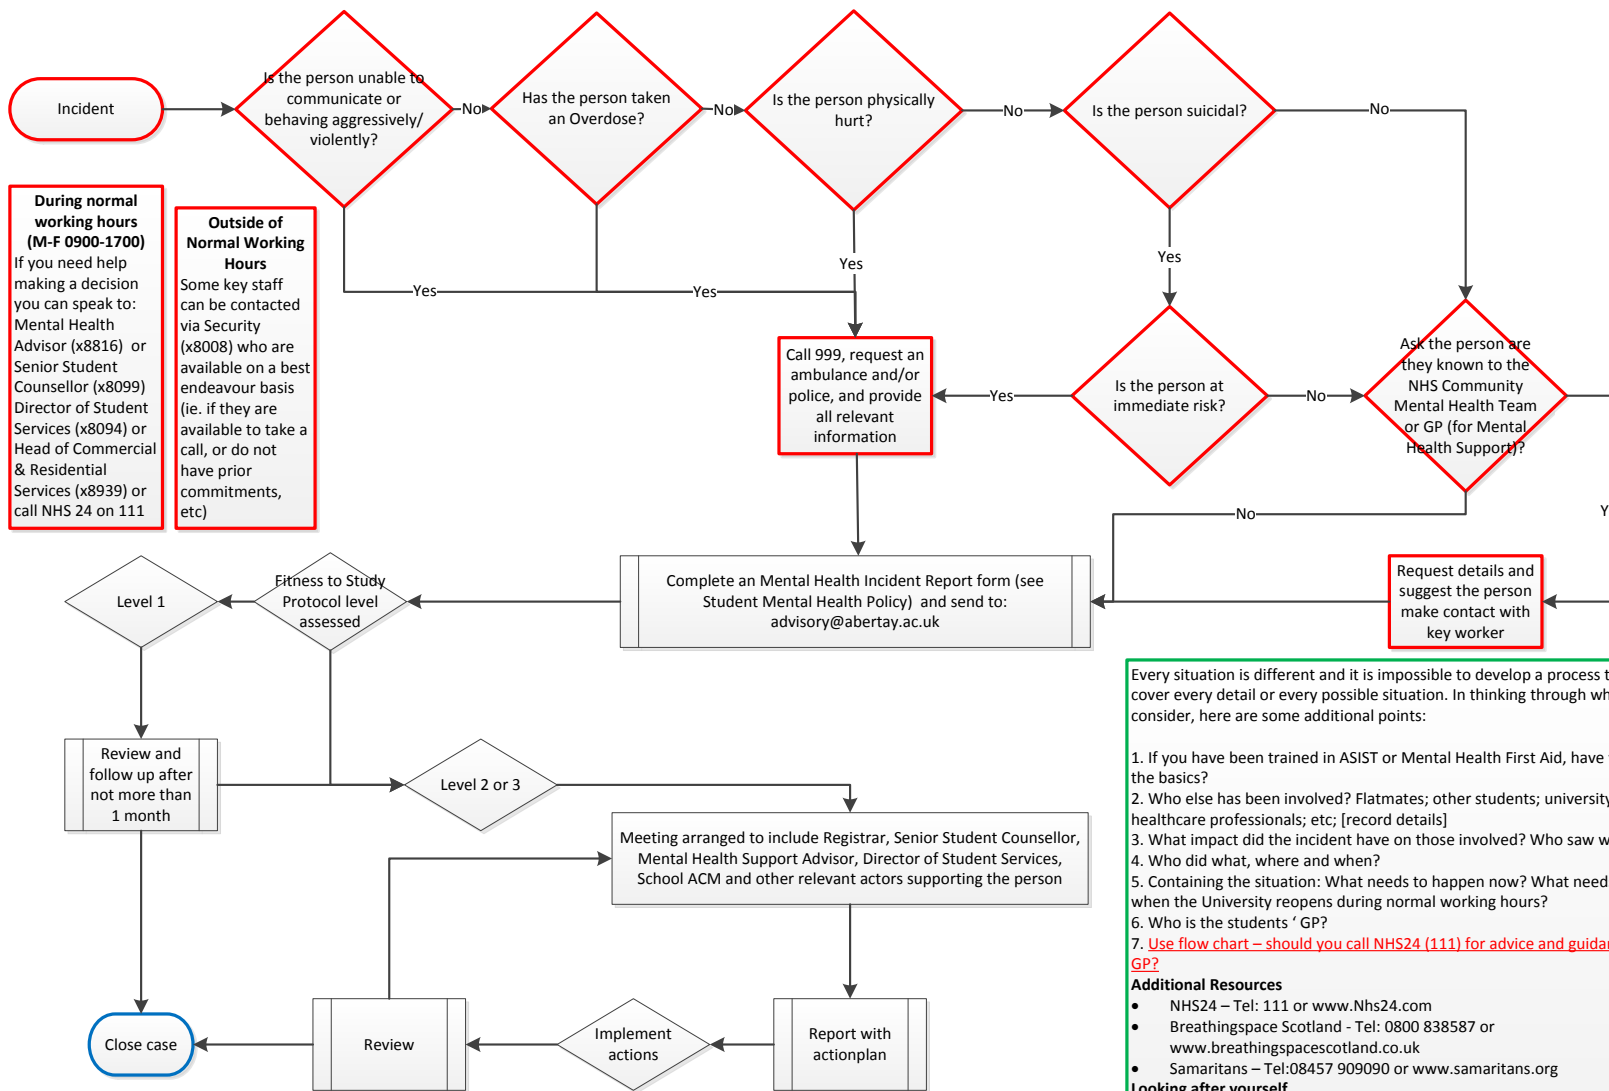 Incident
Is the person unable to
communicate or
behaving aggressively/
violently?
No
Has the person taken
an Overdose?
No
Is the person physically
hurt?
No
Is the person suicidal?
No
During normal
working hours
(M-F 0900-1700)
If you need help
making a decision
you can speak to:
Mental Health
Advisor (x8816) or
Senior Student
Counsellor (x8099)
Director of Student
Services (x8094) or
Head of Commercial
& Residential
Services (x8939) or
call NHS 24 on 111
Outside of
Normal Working
Hours
Some key staff
can be contacted
via Security
(x8008) who are
available on a best
endeavour basis
(ie. if they are
available to take a
call, or do not
have prior
commitments,
etc)
Yes
Yes
Yes
Yes
Call 999, request an
ambulance and/or
police, and provide
all relevant
information
Yes
Is the person at
immediate risk?
No
Ask the person are
they known to the
NHS Community
Mental Health Team
or GP (for Mental
Health Support)?
No
Y
Request details and
suggest the person
make contact with
key worker
Complete an Mental Health Incident Report form (see
Student Mental Health Policy) and send to:
advisory@abertay.ac.uk
Fitness to Study
Protocol level
assessed
Level 1
Review and
follow up after
not more than
1 month
Level 2 or 3
Meeting arranged to include Registrar, Senior Student Counsellor,
Mental Health Support Advisor, Director of Student Services,
School ACM and other relevant actors supporting the person
Report with
actionplan
Implement
actions
Review
Close case
Every situation is different and it is impossible to develop a process t
cover every detail or every possible situation. In thinking through wh
consider, here are some additional points:
1. If you have been trained in ASIST or Mental Health First Aid, have
the basics?
2. Who else has been involved? Flatmates; other students; university
healthcare professionals; etc; [record details]
3. What impact did the incident have on those involved? Who saw w
4. Who did what, where and when?
5. Containing the situation: What needs to happen now? What need
when the University reopens during normal working hours?
6. Who is the students ‘ GP?
7. Use flow chart – should you call NHS24 (111) for advice and guida
GP?
Additional Resources
• NHS24 – Tel: 111 or www.Nhs24.com
• Breathingspace Scotland - Tel: 0800 838587 or
www.breathingspacescotland.co.uk
• Samaritans – Tel:08457 909090 or www.samaritans.org
Looking after yourself